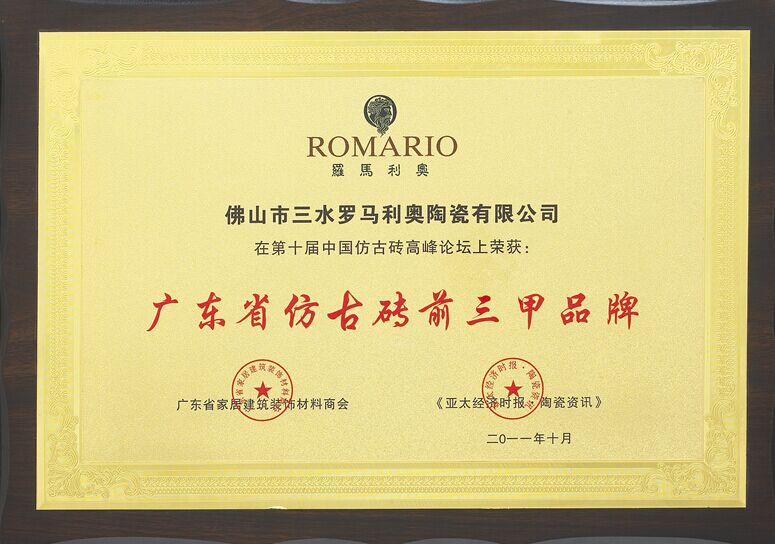 ROMARIO
羅馬利奥
佛山市三水罗马利奥陶瓷有限公司
在第十届中国仿古砖高峰论坛上荣获:
广东省仿古砖前三甲品牌
广东省家居建筑装饰材料商会
《亚太经济时报·陶瓷资讯》
二〇一一年十月